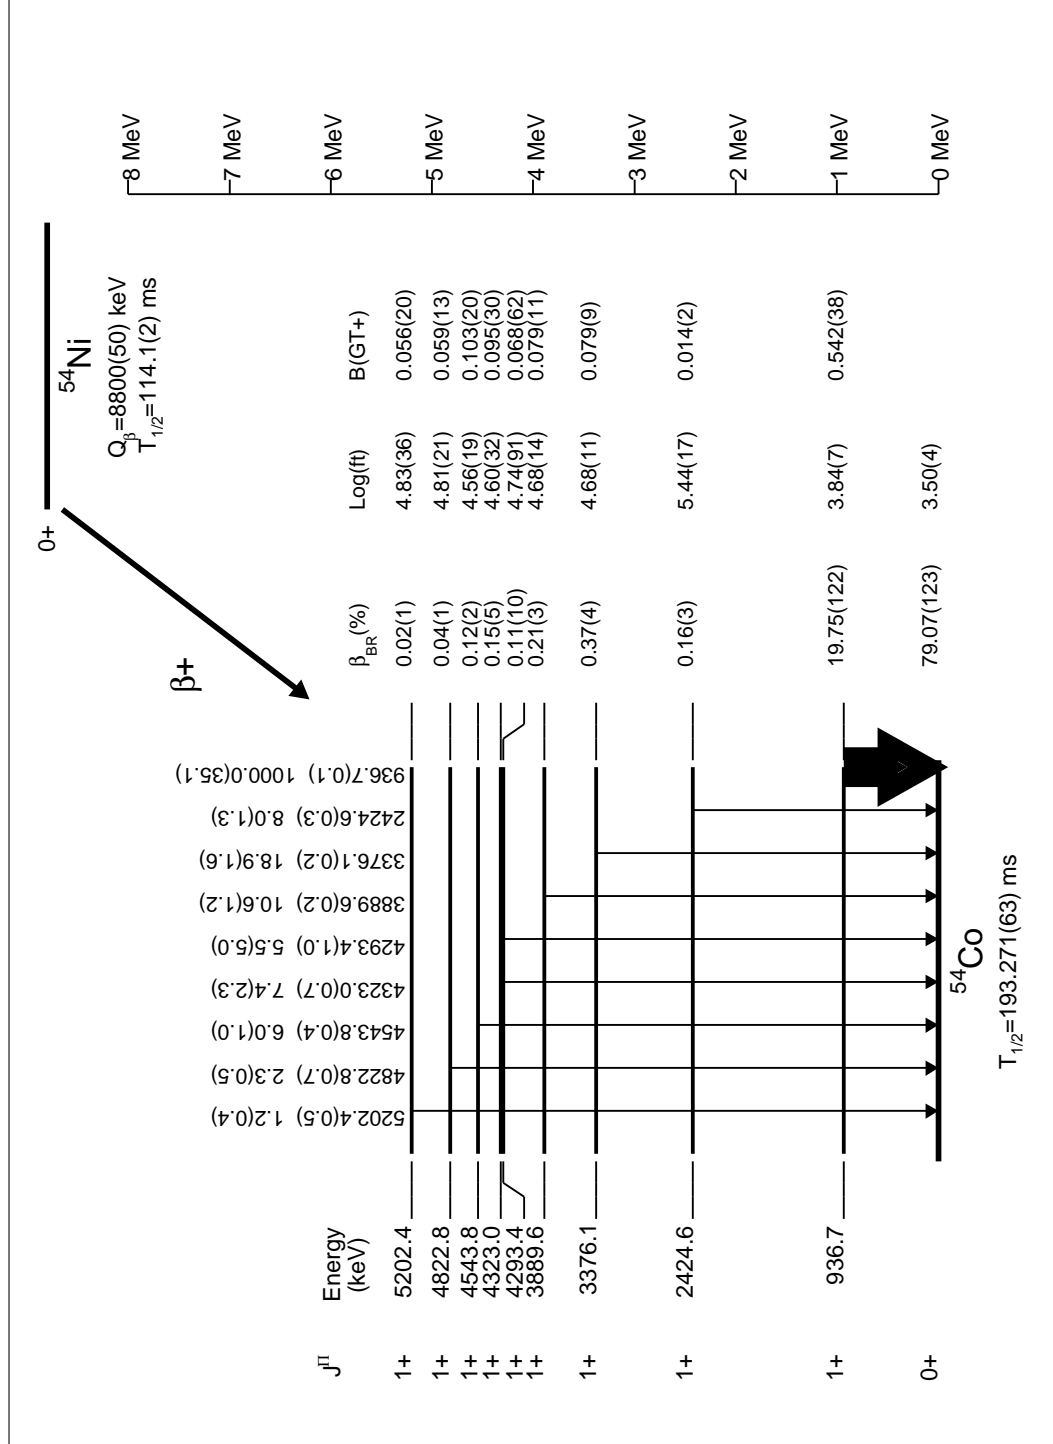 0+
54Ni
Qβ=8800(50) keV
T1/2=114.1(2) ms
β+
JΠ
Energy
(keV)
βBR(%)
Log(ft)
B(GT+)
1+ 5202.4 0.02(1) 4.83(36) 0.056(20)
1+ 4822.8 0.04(1) 4.81(21) 0.059(13)
1+ 4543.8 0.12(2) 4.56(19) 0.103(20)
1+ 4323.0 0.15(5) 4.60(32) 0.095(30)
1+ 4293.4 0.11(10) 4.74(91) 0.068(62)
1+ 3889.6 0.21(3) 4.68(14) 0.079(11)
1+ 3376.1 0.37(4) 4.68(11) 0.079(9)
1+ 2424.6 0.16(3) 5.44(17) 0.014(2)
1+ 936.7 19.75(122) 3.84(7) 0.542(38)
0+ 79.07(123) 3.50(4)
5202.4(0.5) 1.2(0.4)
4822.8(0.7) 2.3(0.5)
4543.8(0.4) 6.0(1.0)
4323.0(0.7) 7.4(2.3)
4293.4(1.0) 5.5(5.0)
3889.6(0.2) 10.6(1.2)
3376.1(0.2) 18.9(1.6)
2424.6(0.3) 8.0(1.3)
936.7(0.1) 1000.0(35.1)
54Co
T1/2=193.271(63) ms
8 MeV
7 MeV
6 MeV
5 MeV
4 MeV
3 MeV
2 MeV
1 MeV
0 MeV